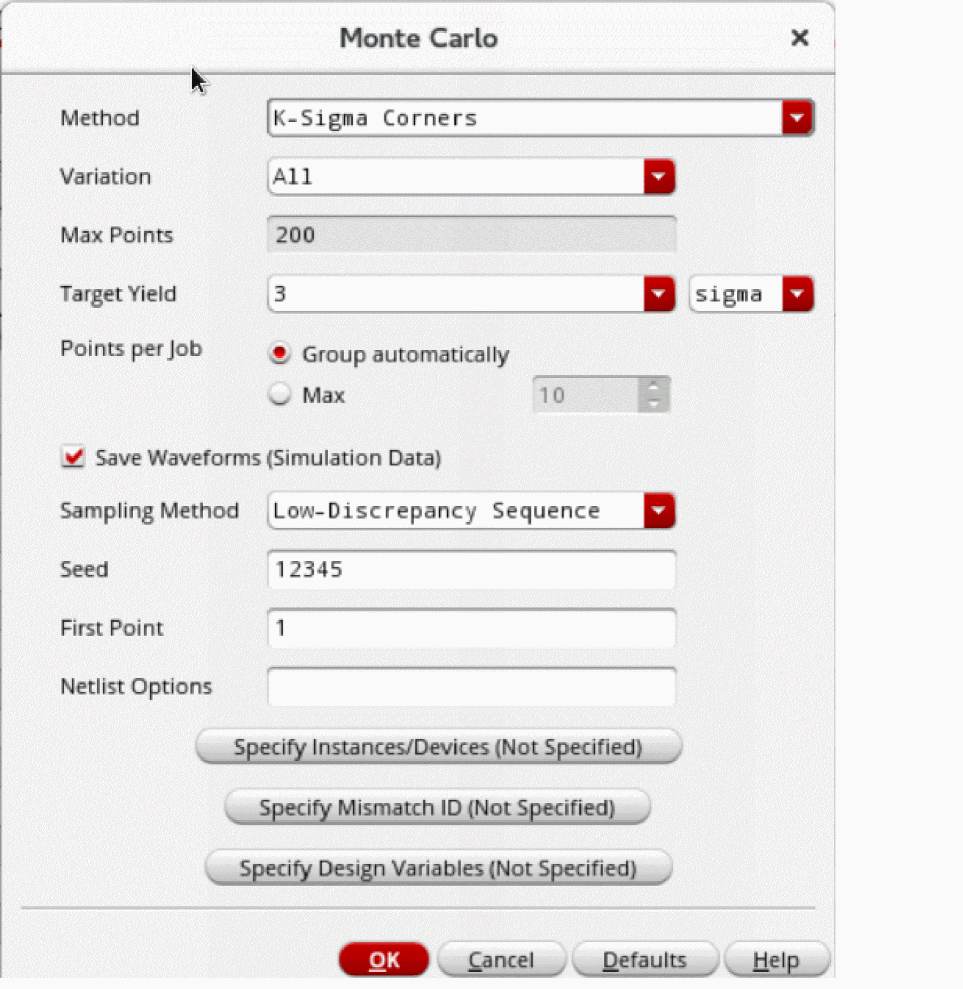 Monte Carlo
Method K-Sigma Corners
Variation All
Max Points 200
Target Yield 3 sigma
Points per Job Group automatically
Max 10
Save Waveforms (Simulation Data)
Sampling Method Low-Discrepancy Sequence
Seed 12345
First Point 1
Netlist Options
Specify Instances/Devices (Not Specified)
Specify Mismatch ID (Not Specified)
Specify Design Variables (Not Specified)
OK Cancel Defaults Help